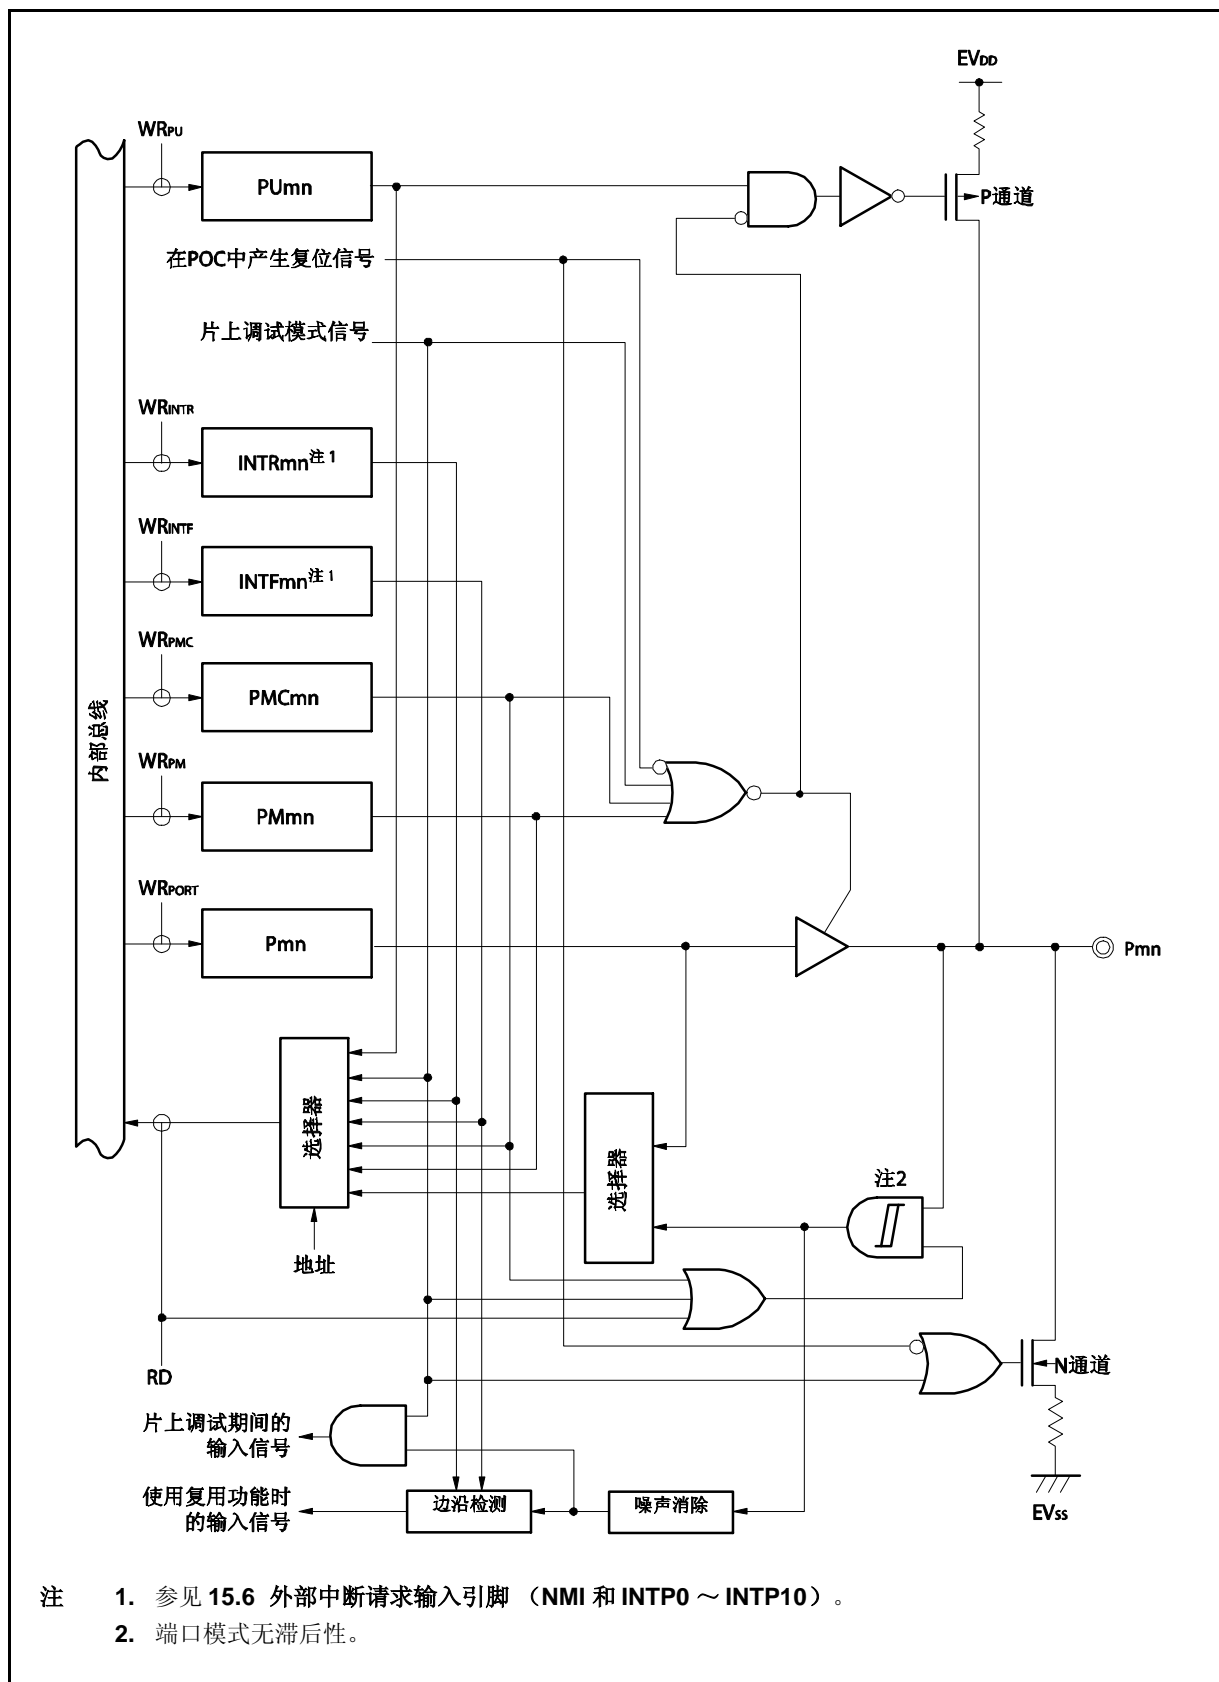 EVDD
WRPU
PUmn
P通道
在POC中产生复位信号
片上调试模式信号
WRINTR
INTRmn注 1
WRINTF
INTFmn注 1
WRPMC
PMCmn
内部总线
WRPM
PMmn
WRPORT
Pmn
Pmn
选择器
选择器
注2
地址
RD
N通道
片上调试期间的
输入信号
使用复用功能时
的输入信号
边沿检测
噪声消除
EVSS
注 1. 参见 15.6 外部中断请求输入引脚 （NMI 和 INTP0 ～ INTP10）。
2. 端口模式无滞后性。